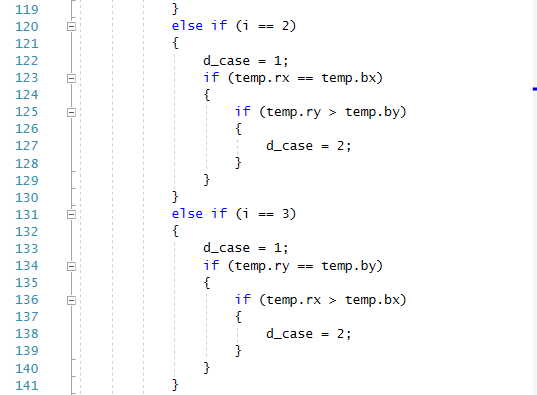 119                 }
120                 else if (i == 2)
121                 {
122                     d_case = 1;
123                     if (temp.rx == temp.bx)
124                     {
125                         if (temp.ry > temp.by)
126                         {
127                             d_case = 2;
128                         }
129                     }
130                 }
131                 else if (i == 3)
132                 {
133                     d_case = 1;
134                     if (temp.ry == temp.by)
135                     {
136                         if (temp.rx > temp.bx)
137                         {
138                             d_case = 2;
139                         }
140                     }
141                 }